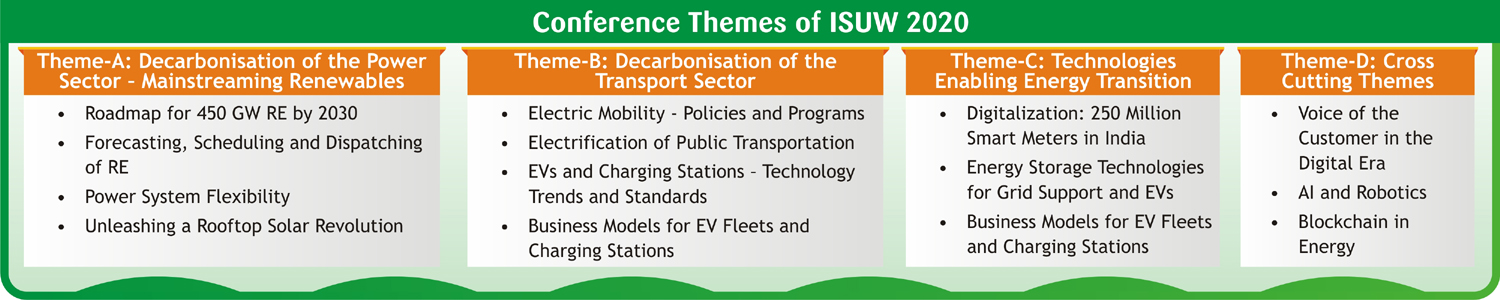 Conference Themes of ISUW 2020
Theme-A: Decarbonisation of the Power
Sector – Mainstreaming Renewables
• Roadmap for 450 GW RE by 2030
• Forecasting, Scheduling and Dispatching
of RE
• Power System Flexibility
• Unleashing a Rooftop Solar Revolution
Theme-B: Decarbonisation of the
Transport Sector
• Electric Mobility - Policies and Programs
• Electrification of Public Transportation
• EVs and Charging Stations – Technology
Trends and Standards
• Business Models for EV Fleets and
Charging Stations
Theme-C: Technologies
Enabling Energy Transition
• Digitalization: 250 Million
Smart Meters in India
• Energy Storage Technologies
for Grid Support and EVs
• Business Models for EV Fleets
and Charging Stations
Theme-D: Cross
Cutting Themes
• Voice of the
Customer in the
Digital Era
• AI and Robotics
• Blockchain in
Energy